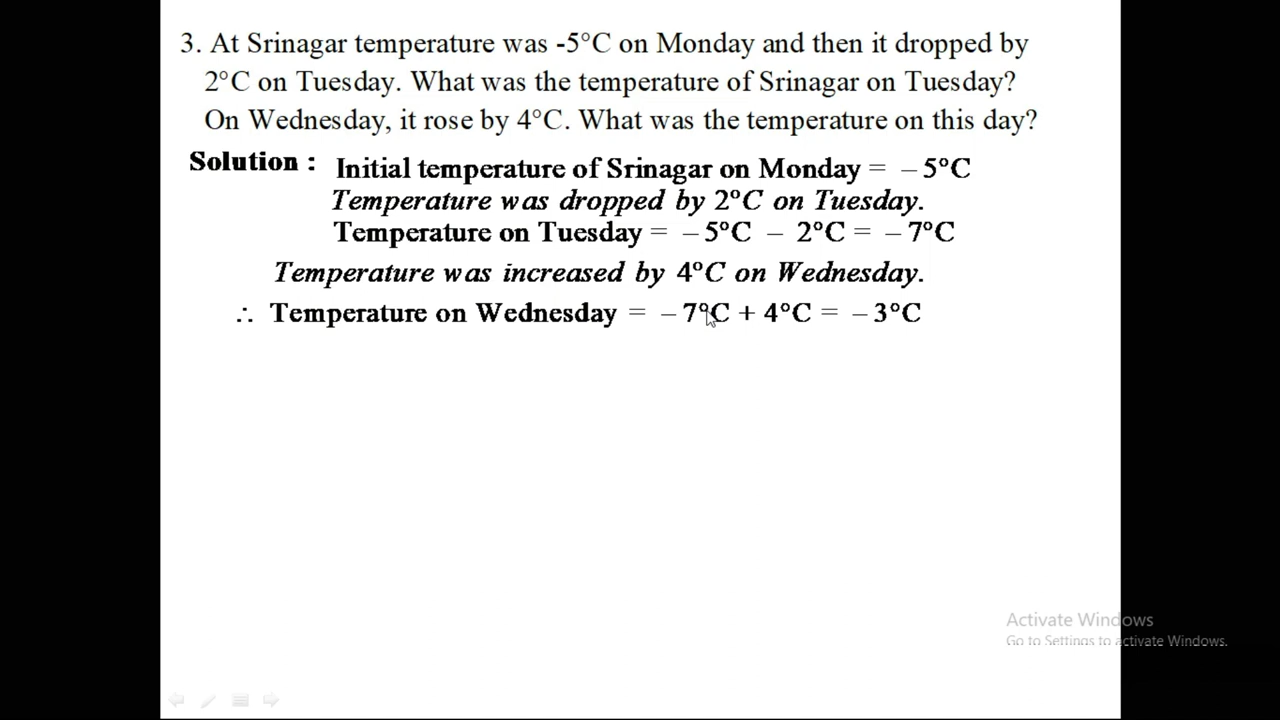 3. At Srinagar temperature was -5°C on Monday and then it dropped by
2°C on Tuesday. What was the temperature of Srinagar on Tuesday?
On Wednesday, it rose by 4°C. What was the temperature on this day?
Solution : Initial temperature of Srinagar on Monday = – 5°C
Temperature was dropped by 2°C on Tuesday.
Temperature on Tuesday = – 5°C – 2°C = – 7°C
Temperature was increased by 4°C on Wednesday.
∴ Temperature on Wednesday = – 7°C + 4°C = – 3°C
Activate Windows
Go to Settings to activate Windows.